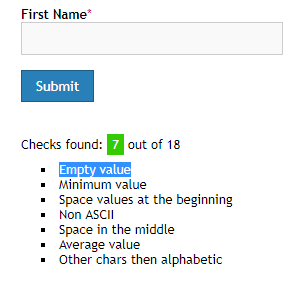 First Name*
Submit
Checks found: 7 out of 18
Empty value
Minimum value
Space values at the beginning
Non ASCII
Space in the middle
Average value
Other chars then alphabetic